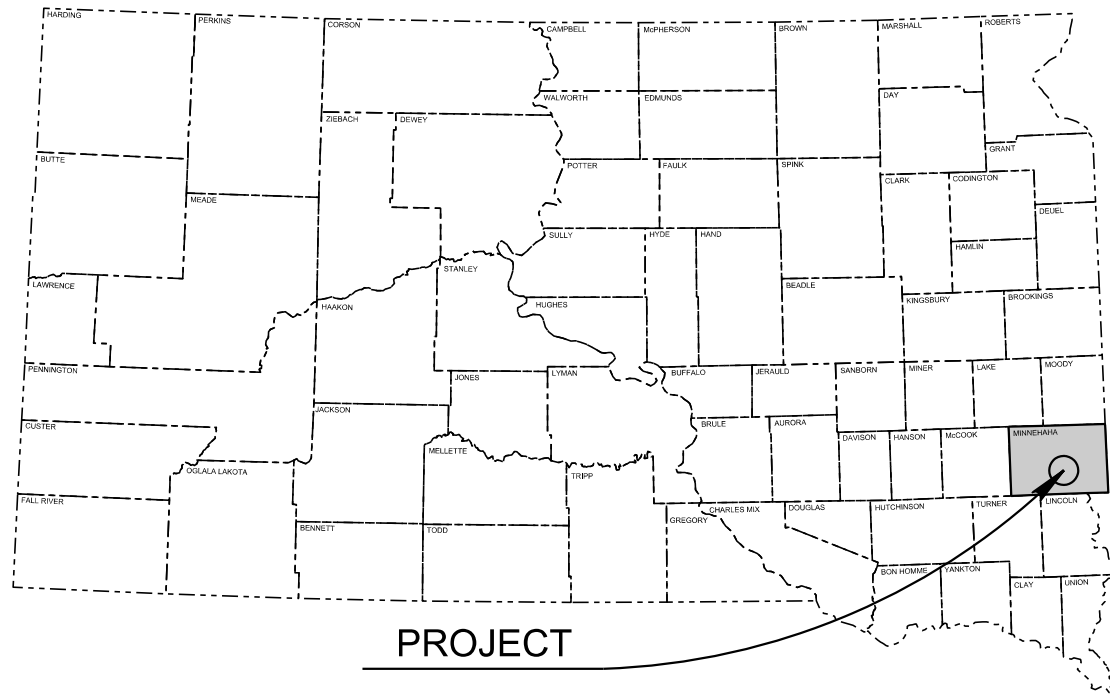 HARDING
PERKINS
CORSON
CAMPBELL
McPHERSON
BROWN
MARSHALL
ROBERTS
WALWORTH
EDMUNDS
DAY
ZIEBACH
DEWEY
GRANT
BUTTE
POTTER
FAULK
SPINK
CLARK
CODINGTON
MEADE
DEUEL
SULLY
HYDE
HAND
HAMLIN
STANLEY
LAWRENCE
BEADLE
HAAKON
HUGHES
KINGSBURY
BROOKINGS
PENNINGTON
JONES
LYMAN
BUFFALO
JERAULD
SANBORN
MINER
LAKE
MOODY
JACKSON
CUSTER
BRULE
AURORA
DAVISON
HANSON
McCOOK
MINNEHAHA
MELLETTE
OGLALA LAKOTA
TRIPP
FALL RIVER
GREGORY
CHARLES MIX
DOUGLAS
HUTCHINSON
TURNER
LINCOLN
BENNETT
TODD
BON HOMME
YANKTON
CLAY
UNION
PROJECT